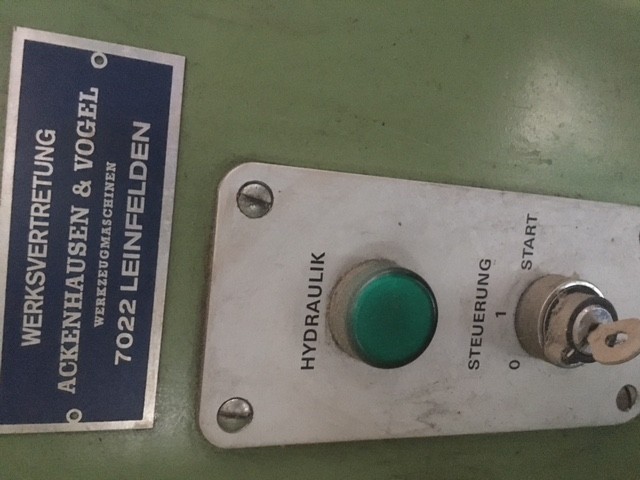 WERKSVERTRETUNG
ACKENHAUSEN & VOGEL
WERKZEUGMASCHINEN
7022 LEINFELDEN
HYDRAULIK
STEUERUNG
0 1 START